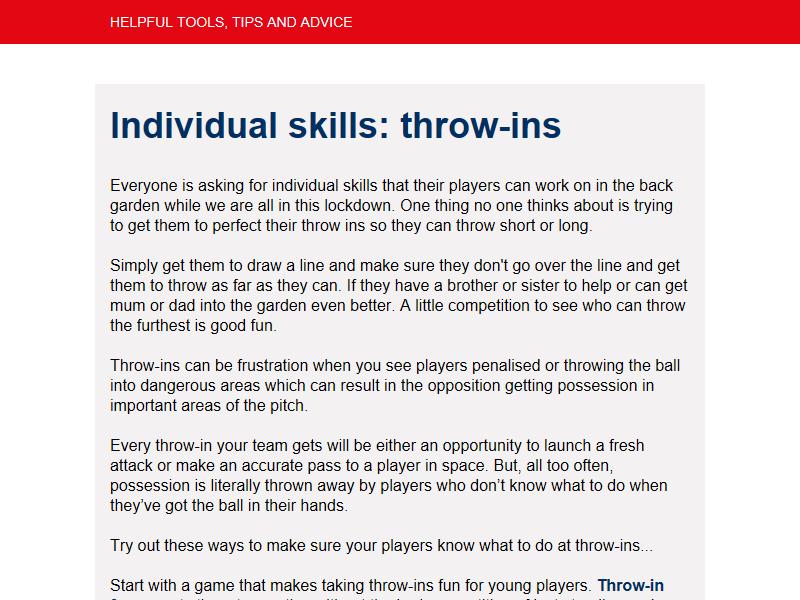 HELPFUL TOOLS, TIPS AND ADVICE
Individual skills: throw-ins
Everyone is asking for individual skills that their players can work on in the back
garden while we are all in this lockdown. One thing no one thinks about is trying
to get them to perfect their throw ins so they can throw short or long.
Simply get them to draw a line and make sure they don't go over the line and get
them to throw as far as they can. If they have a brother or sister to help or can get
mum or dad into the garden even better. A little competition to see who can throw
the furthest is good fun.
Throw-ins can be frustration when you see players penalised or throwing the ball
into dangerous areas which can result in the opposition getting possession in
important areas of the pitch.
Every throw-in your team gets will be either an opportunity to launch a fresh
attack or make an accurate pass to a player in space. But, all too often,
possession is literally thrown away by players who don’t know what to do when
they’ve got the ball in their hands.
Try out these ways to make sure your players know what to do at throw-ins...
Start with a game that makes taking throw-ins fun for young players. Throw-in